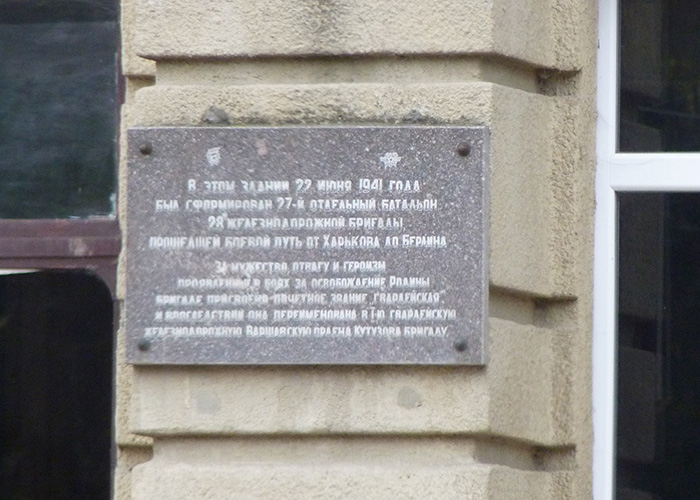 В этом здании 22 июня 1941 года
был сформирован 27-й отдельный батальон
28 железнодорожной бригады,
прошедшей боевой путь от Харькова до Берлина
За мужество, отвагу и героизм
проявленные в боях за освобождение Родины
бригаде присвоено почетное звание „Гвардейская“
и впоследствии она переименована в 1-ю гвардейскую
железнодорожную Варшавскую ордена Кутузова бригаду.